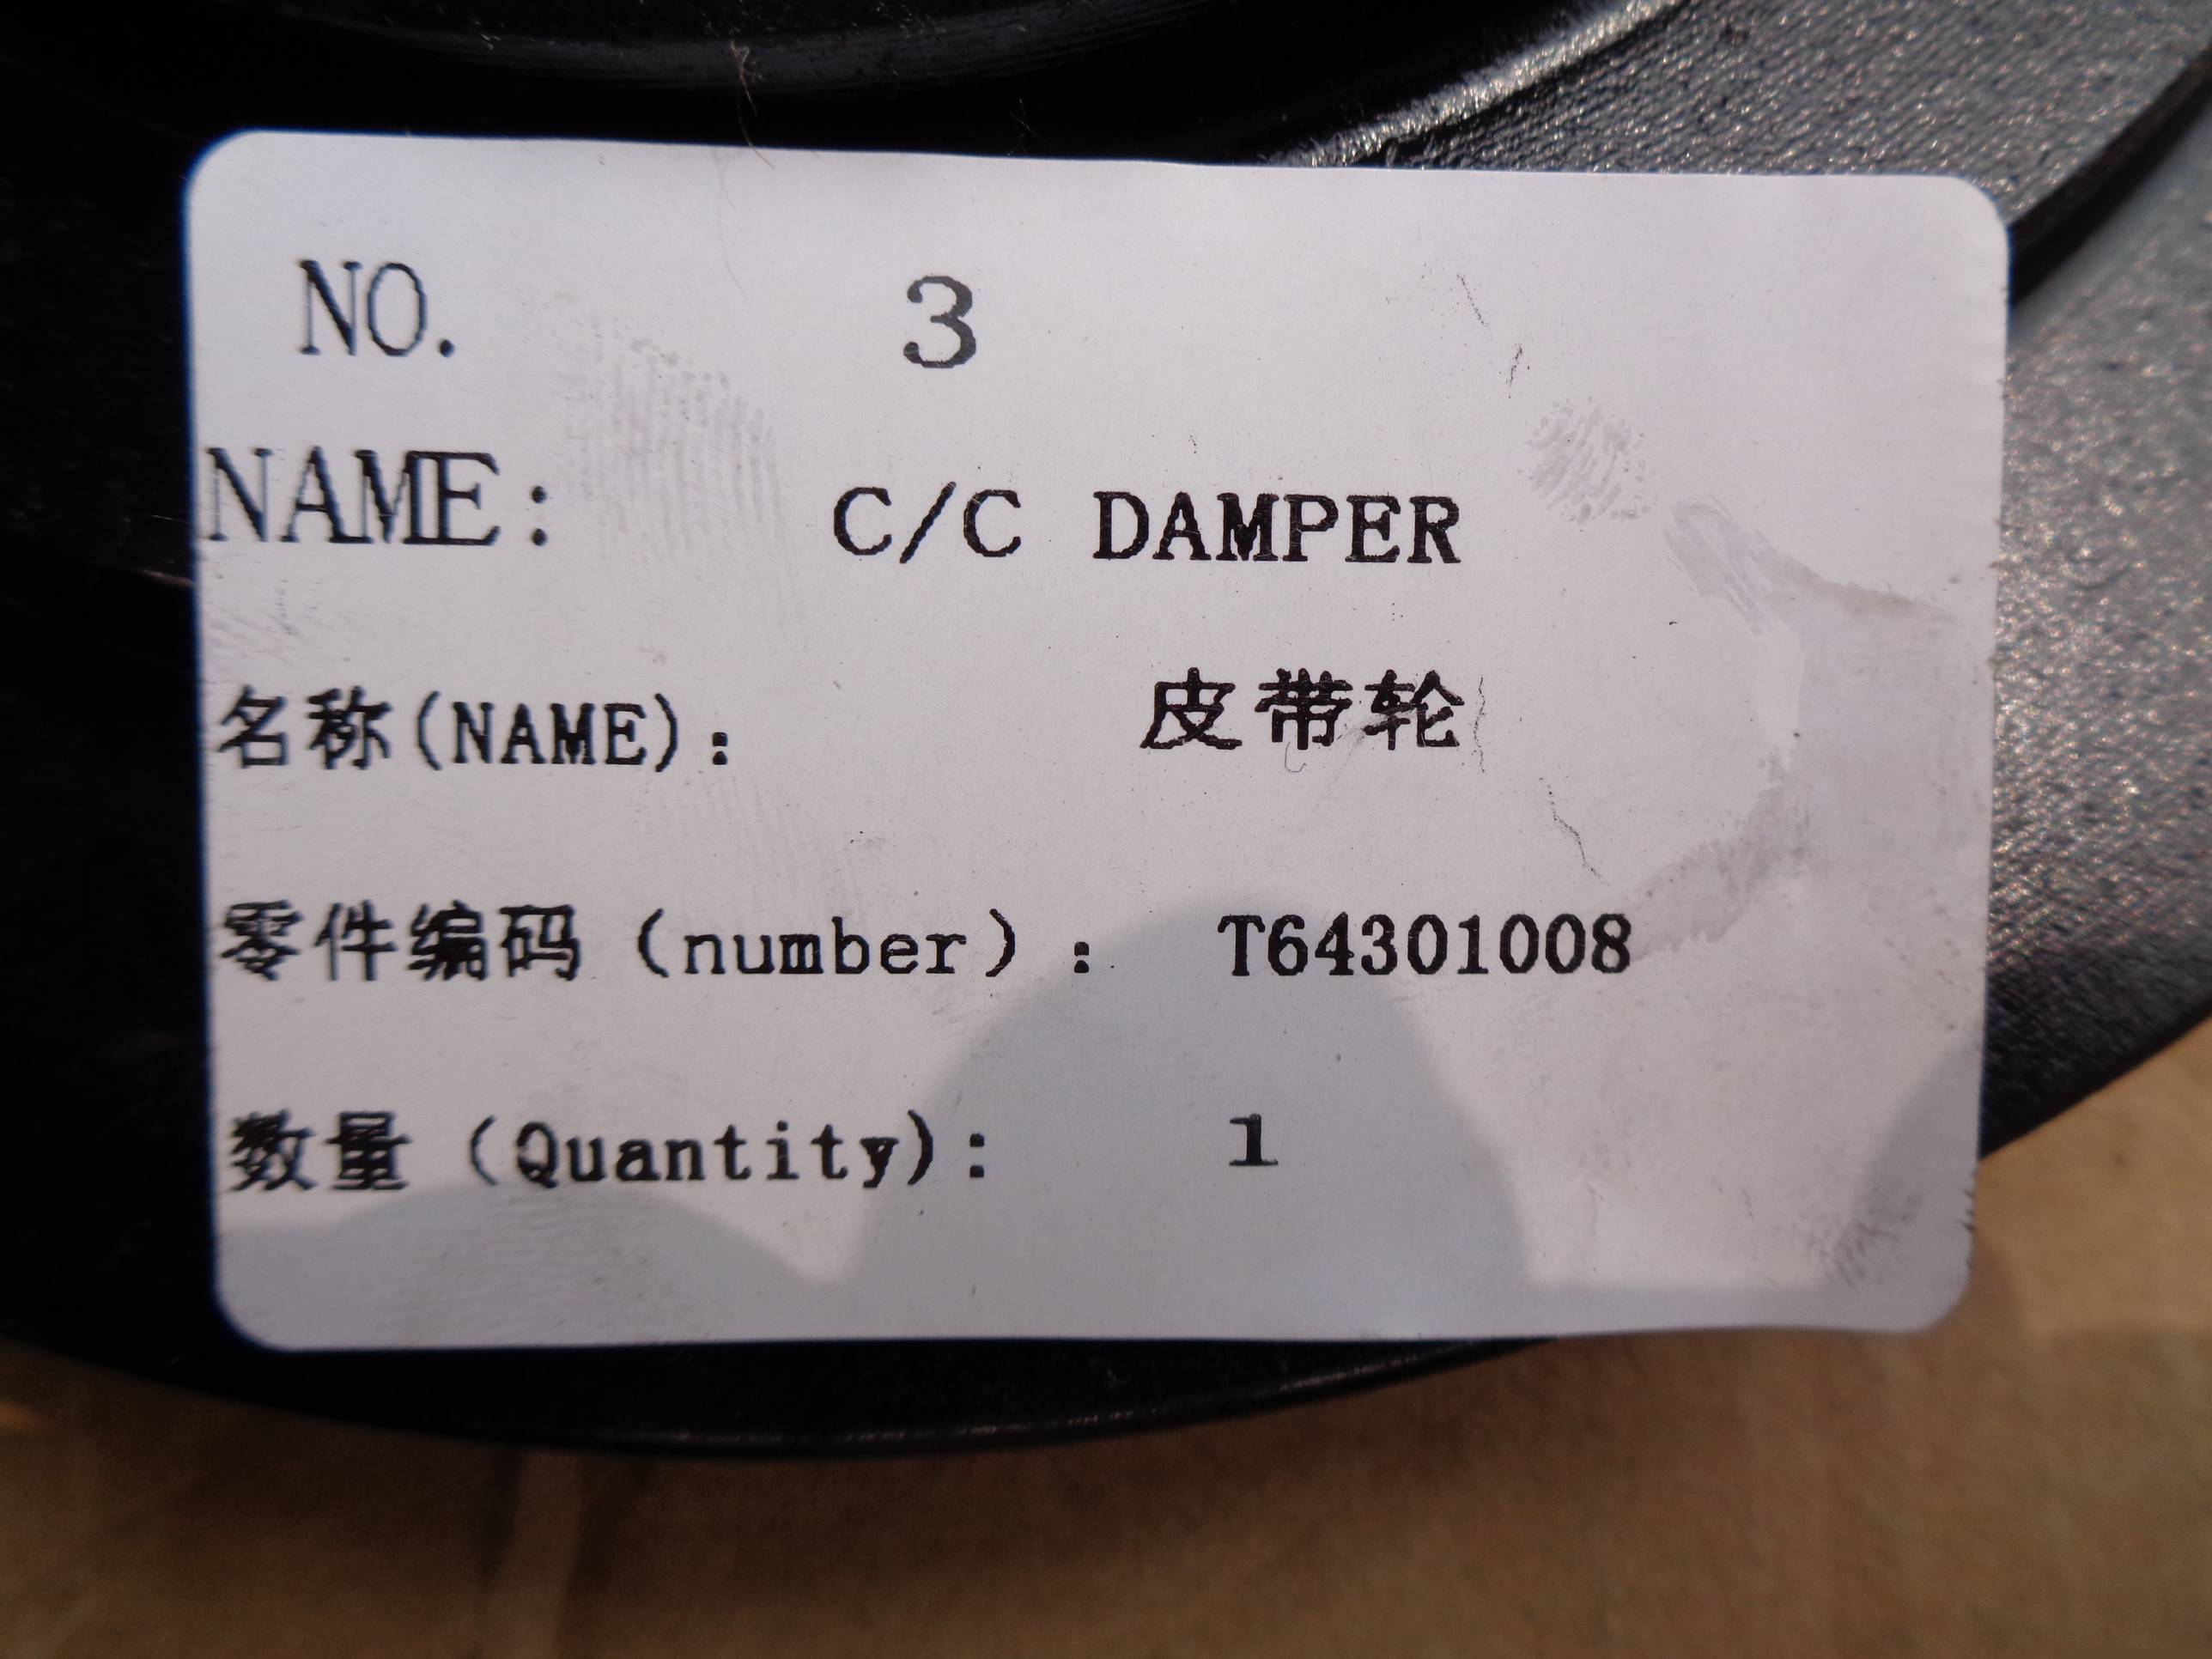 NO. 3
NAME: C/C DAMPER
名称(NAME)： 皮带轮
零件编码（number）： T64301008
数量（Quantity)： 1